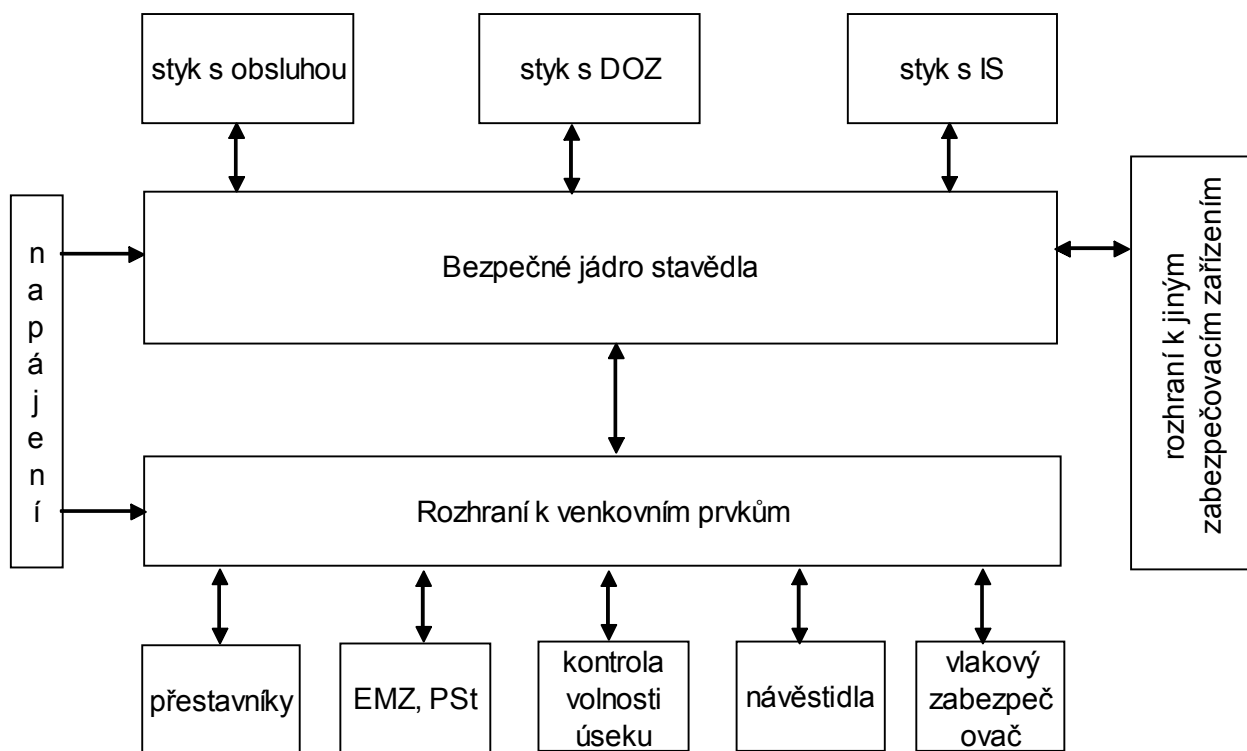 styk s obsluhou
styk s DOZ
styk s IS
napájení
Bezpečné jádro stavědla
rozhraní k jiným
zabezpečovacím zařízením
Rozhraní k venkovním prvkům
přestavníky
EMZ, PSt
kontrola
volnosti
úseku
návěstidla
vlakový
zabezpeč
ovač